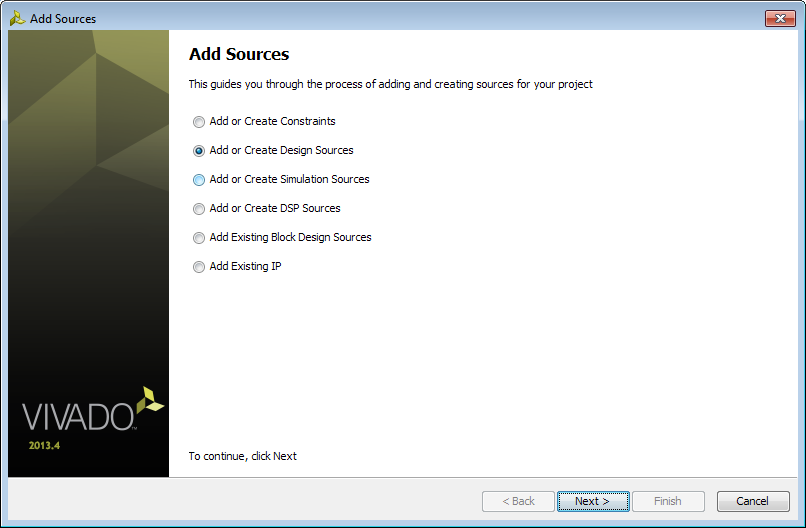 Add Sources
Add Sources
This guides you through the process of adding and creating sources for your project
Add or Create Constraints
Add or Create Design Sources
Add or Create Simulation Sources
Add or Create DSP Sources
Add Existing Block Design Sources
Add Existing IP
VIVADO™
2013.4
To continue, click Next
< Back Next > Finish Cancel